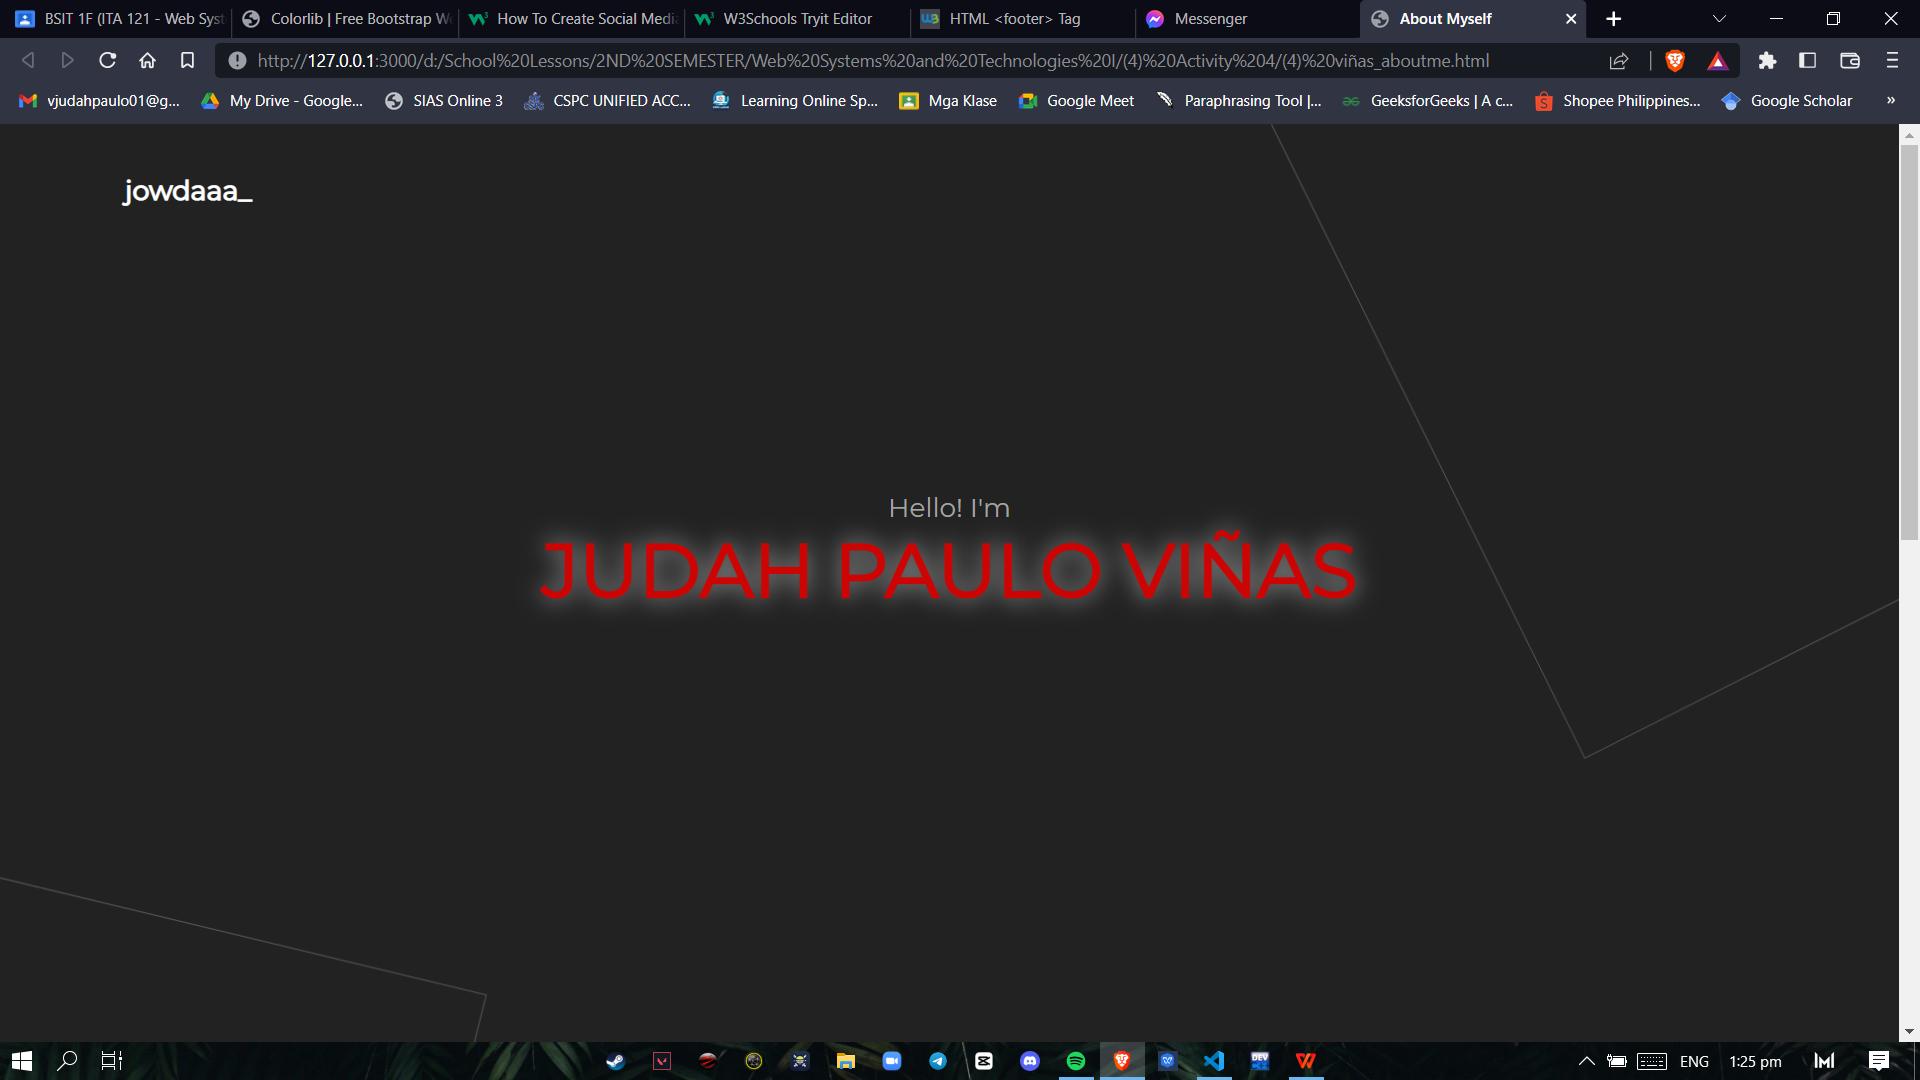 BSIT 1F (ITA 121 - Web Syst
Colorlib | Free Bootstrap W
How To Create Social Medi
W3Schools Tryit Editor
HTML <footer> Tag
Messenger
About Myself
http://127.0.0.1:3000/d:/School%20Lessons/2ND%20SEMESTER/Web%20Systems%20and%20Technologies%20I/(4)%20Activity%204/(4)%20viñas_aboutme.html
vjudahpaulo01@g...
My Drive - Google...
SIAS Online 3
CSPC UNIFIED ACC...
Learning Online Sp...
Mga Klase
Google Meet
Paraphrasing Tool |...
GeeksforGeeks | A c...
Shopee Philippines...
Google Scholar
»
jowdaaa_
Hello! I'm
JUDAH PAULO VIÑAS
ENG
1:25 pm